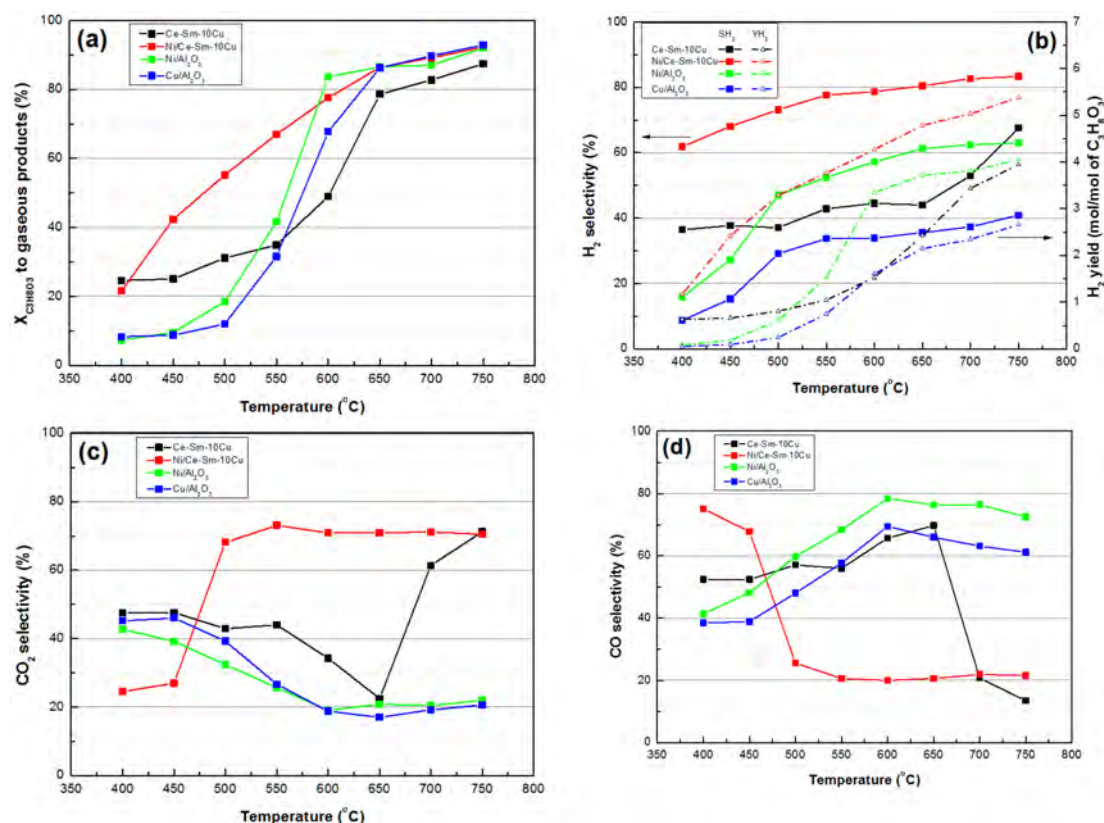 (a)
Ce-Sm-10Cu
Ni/Ce-Sm-10Cu
Ni/Al₂O₃
Cu/Al₂O₃
100
80
60
40
20
0
X_C3H8O3 to gaseous products (%)
350 400 450 500 550 600 650 700 750 800
Temperature (°C)
(b)
SH₂ YH₂
Ce-Sm-10Cu
Ni/Ce-Sm-10Cu
Ni/Al₂O₃
Cu/Al₂O₃
100
80
60
40
20
0
H₂ selectivity (%)
7
6
5
4
3
2
1
0
H₂ yield (mol/mol of C₃H₈O₃)
350 400 450 500 550 600 650 700 750 800
Temperature (°C)
(c)
Ce-Sm-10Cu
Ni/Ce-Sm-10Cu
Ni/Al₂O₃
Cu/Al₂O₃
100
80
60
40
20
0
CO₂ selectivity (%)
350 400 450 500 550 600 650 700 750 800
Temperature (°C)
(d)
Ce-Sm-10Cu
Ni/Ce-Sm-10Cu
Ni/Al₂O₃
Cu/Al₂O₃
100
80
60
40
20
0
CO selectivity (%)
350 400 450 500 550 600 650 700 750 800
Temperature (°C)